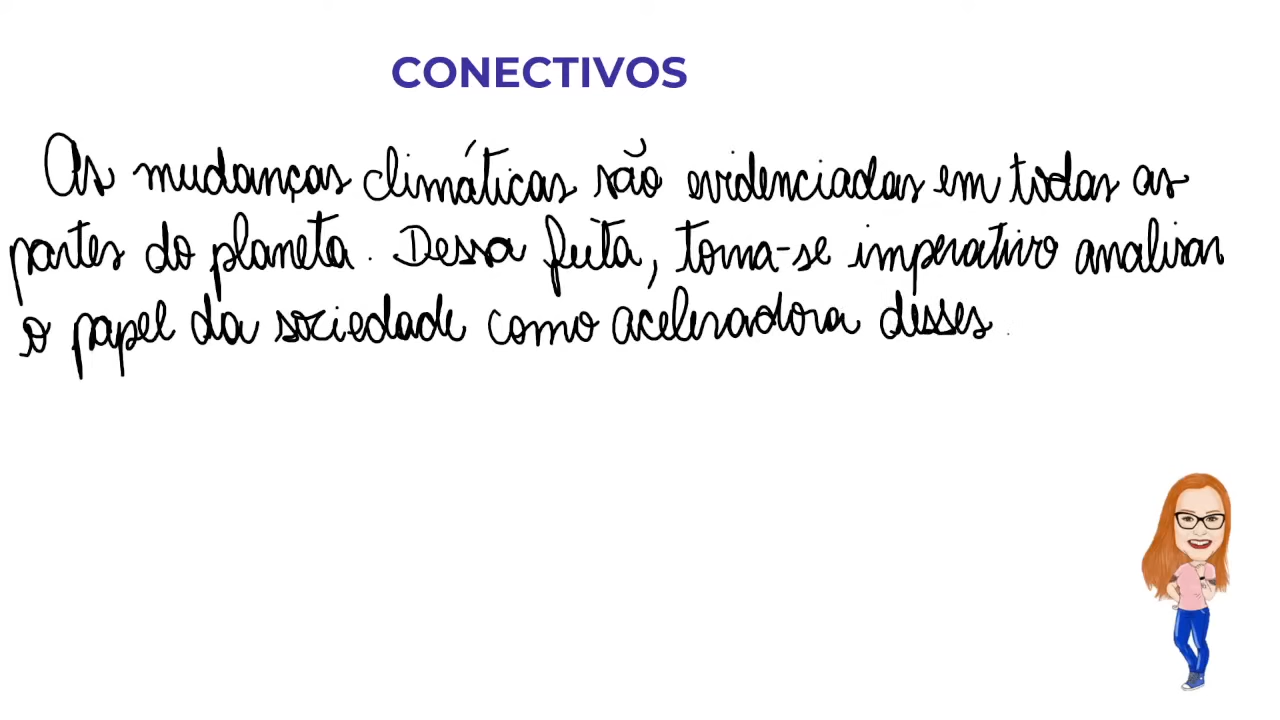 CONECTIVOS
As mudanças climáticas são evidenciadas em todas as
partes do planeta. Dessa feita, torna-se imperativo analisar
o papel da sociedade como aceleradora desses